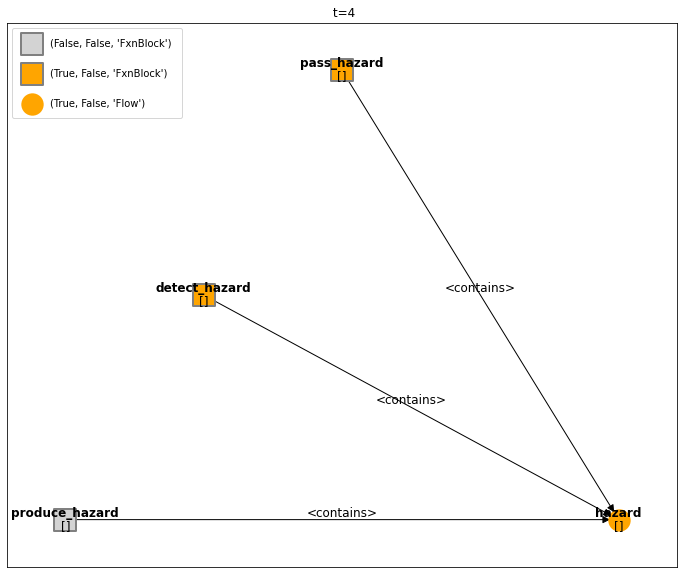 t=4
(False, False, 'FxnBlock')
(True, False, 'FxnBlock')
(True, False, 'Flow')
pass_hazard
[]
<contains>
detect_hazard
[]
<contains>
produce_hazard
[]
<contains>
hazard
[]